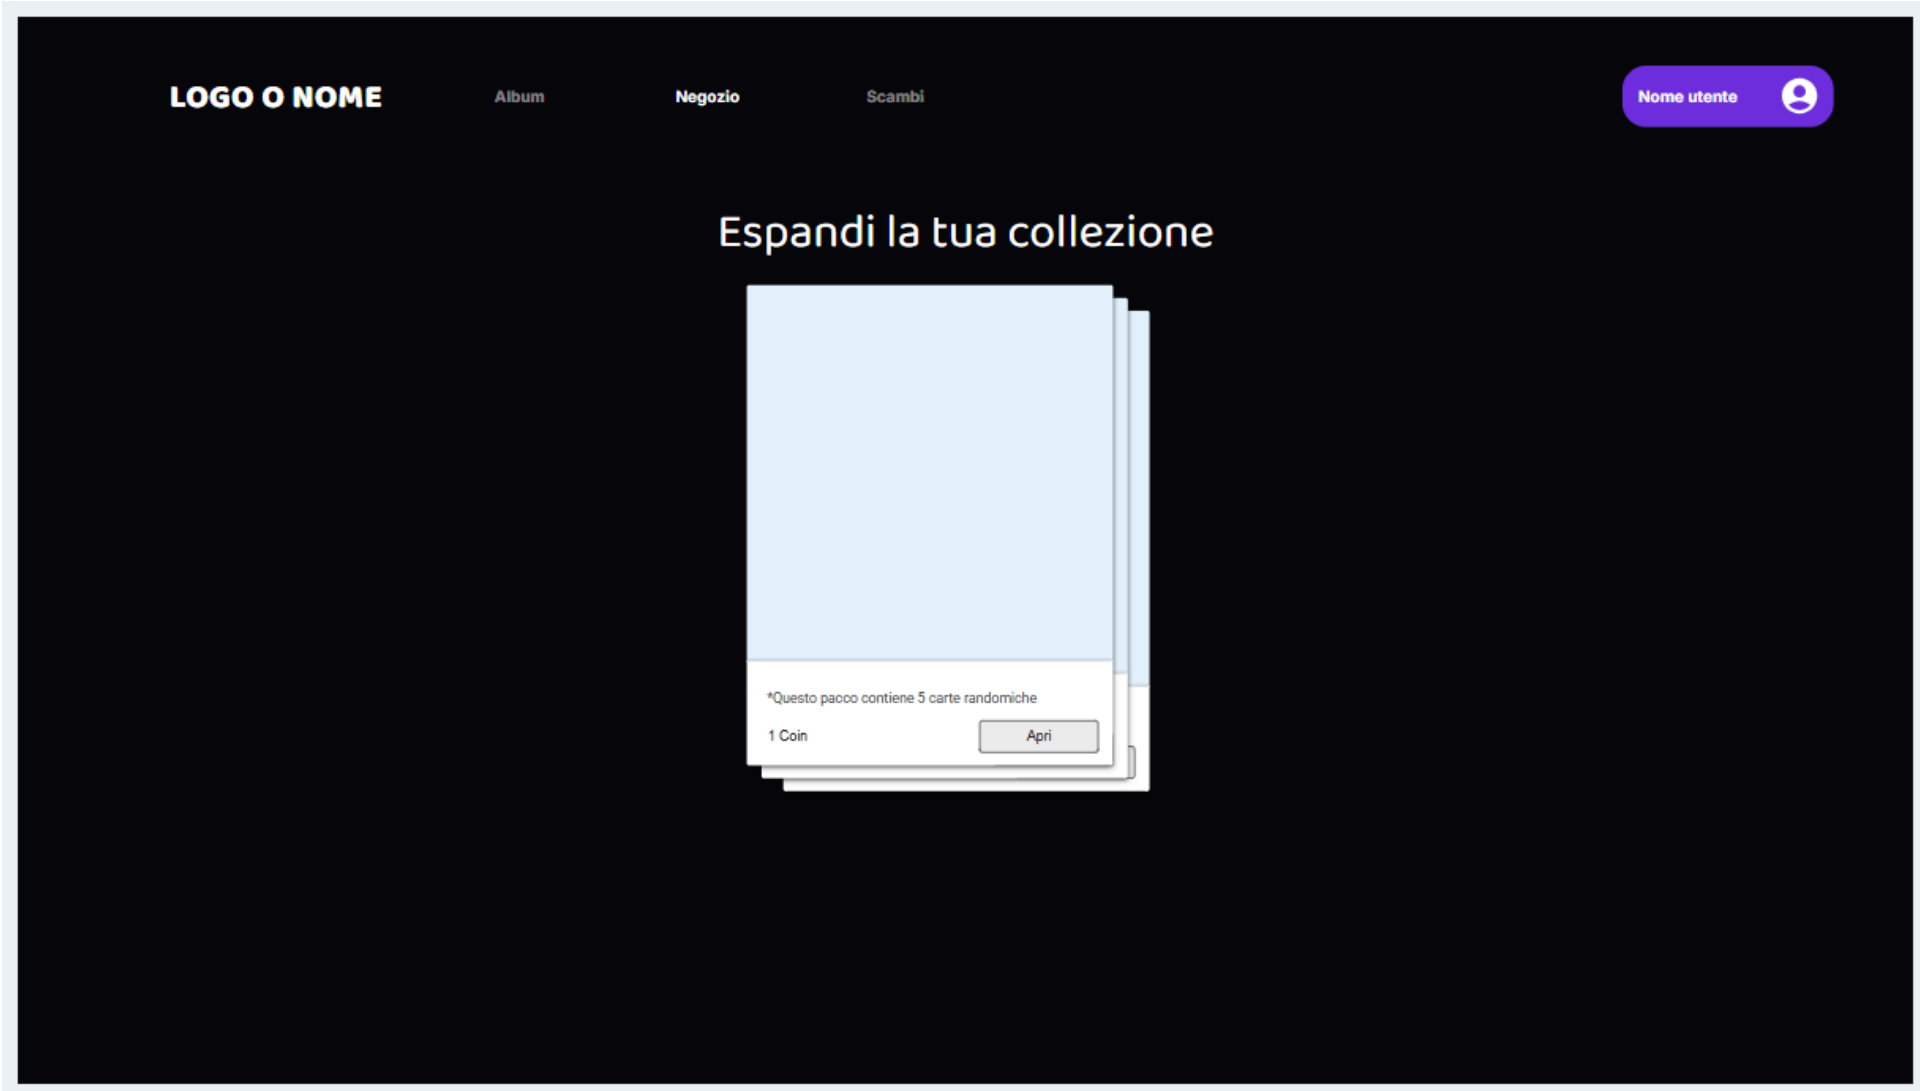 LOGO O NOME
Album
Negozio
Scambi
Nome utente
Espandi la tua collezione
*Questo pacco contiene 5 carte randomiche
1 Coin
Apri